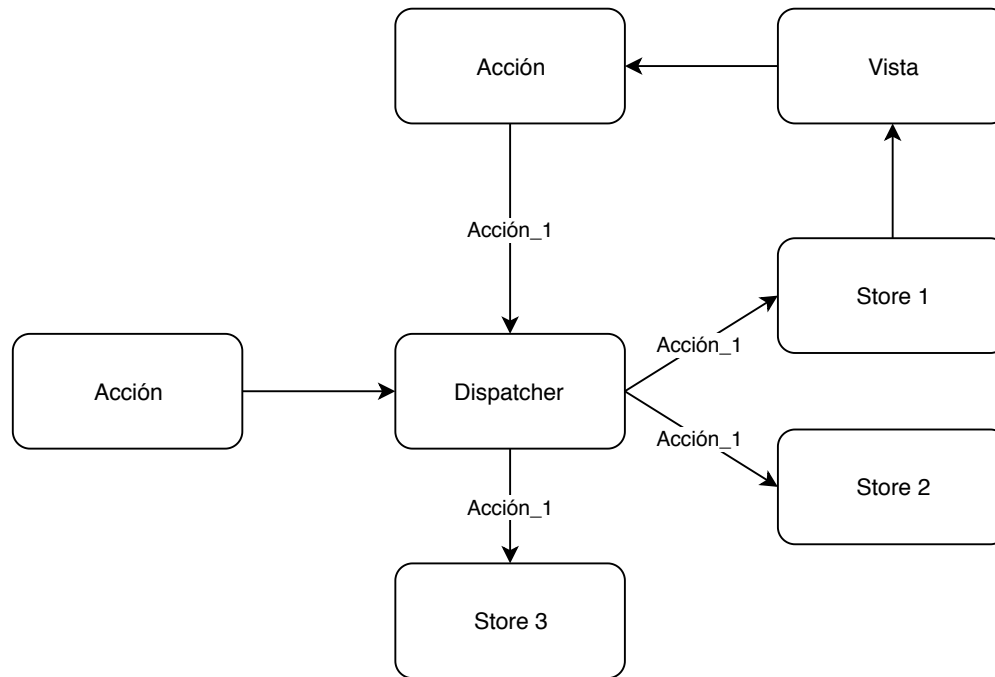 Acción
Vista
Acción_1
Store 1
Acción_1
Acción
Dispatcher
Acción_1
Store 2
Acción_1
Store 3